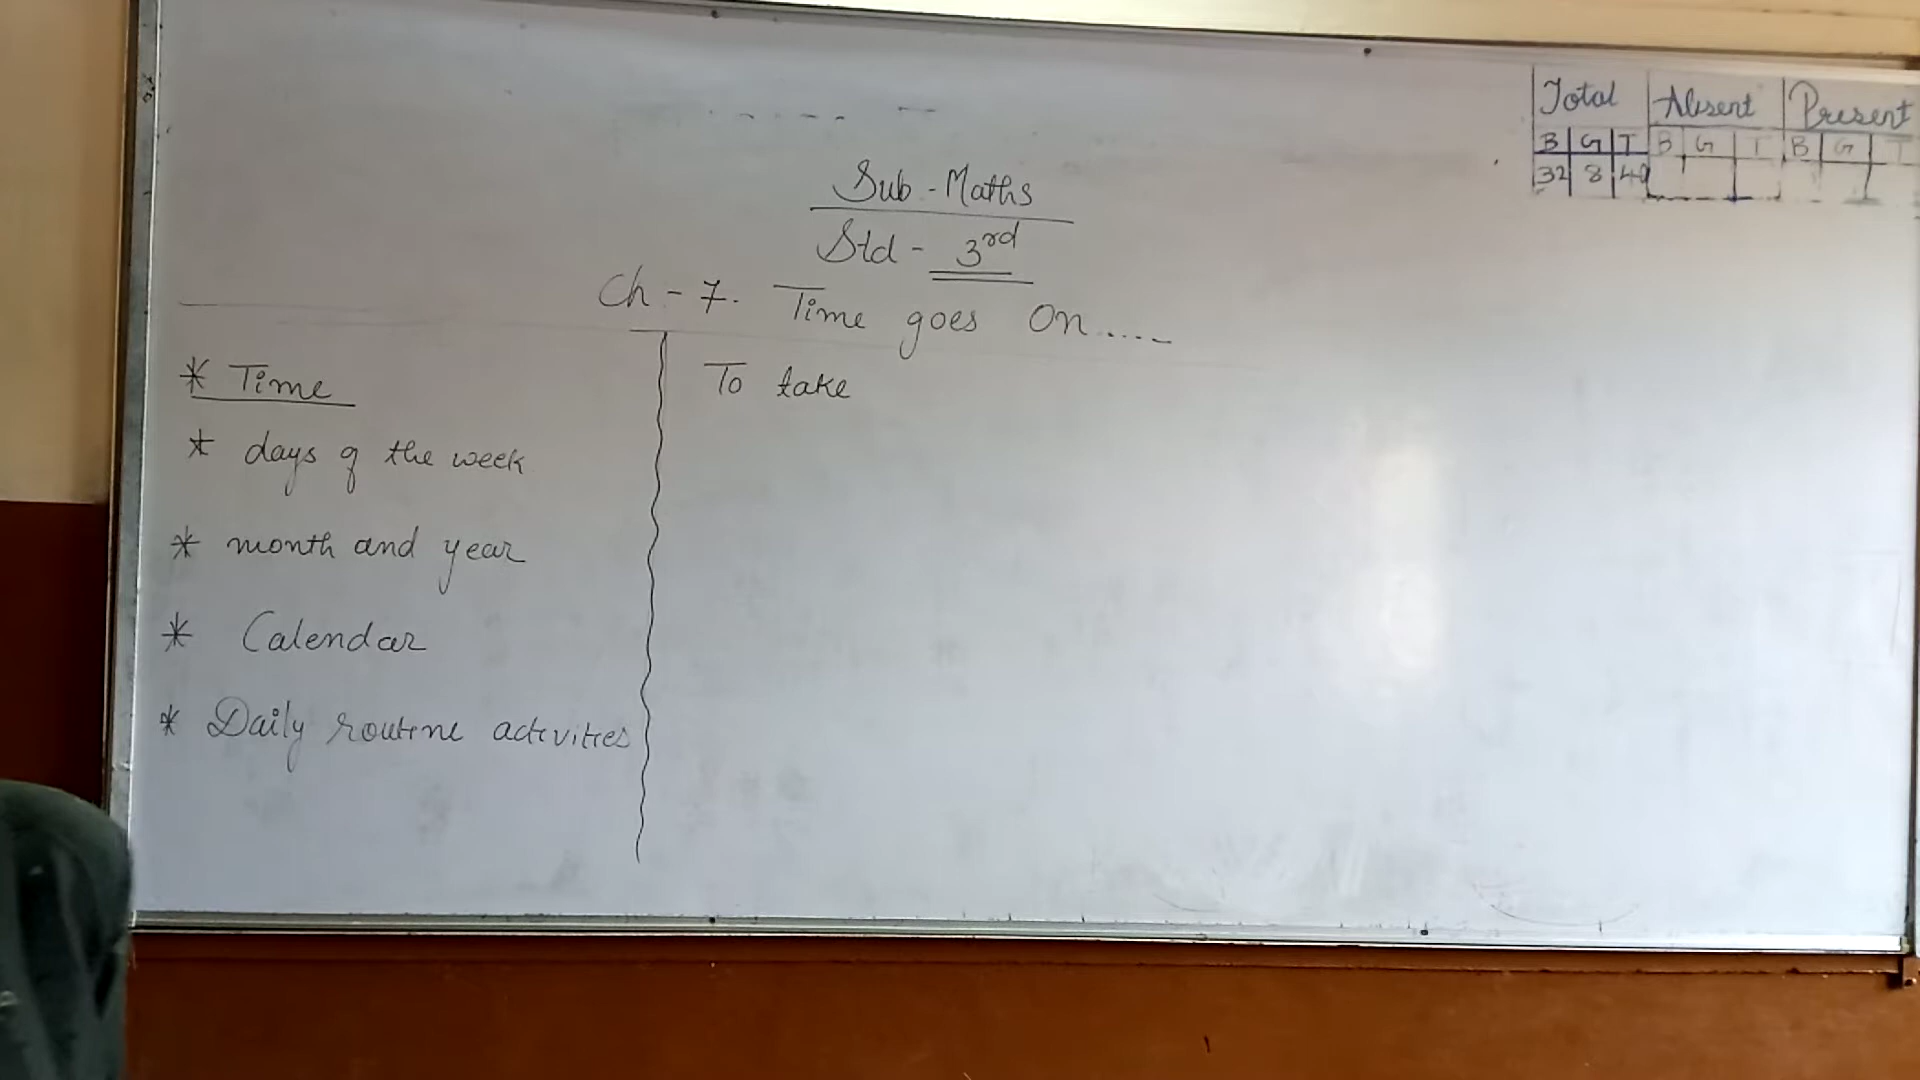 Total Absent Present
B G T B G T B G T
32 8 40
Sub - Maths
Std - 3rd
Ch - 7. Time goes On.....
* Time
* days of the week
* month and year
* Calendar
* Daily routine activities
To take